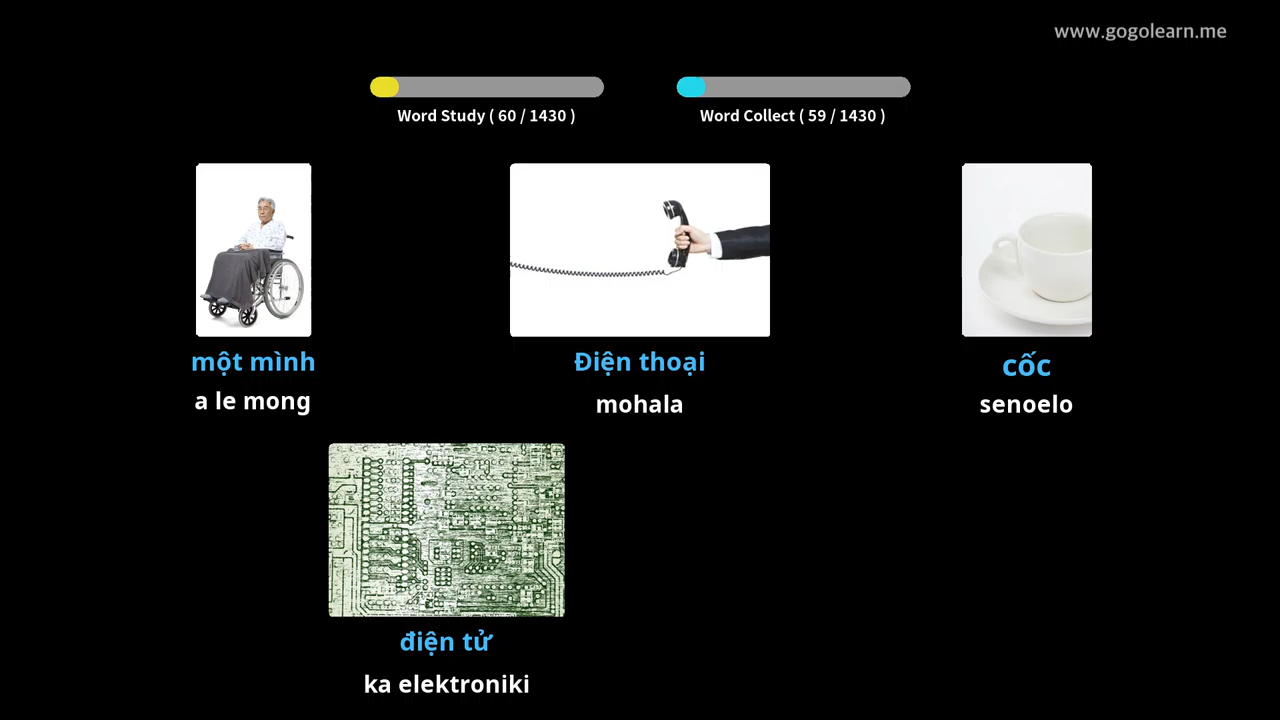 www.gogolearn.me
Word Study ( 60 / 1430 )
Word Collect ( 59 / 1430 )
một mình
a le mong
Điện thoại
mohala
cốc
senoelo
điện tử
ka elektroniki